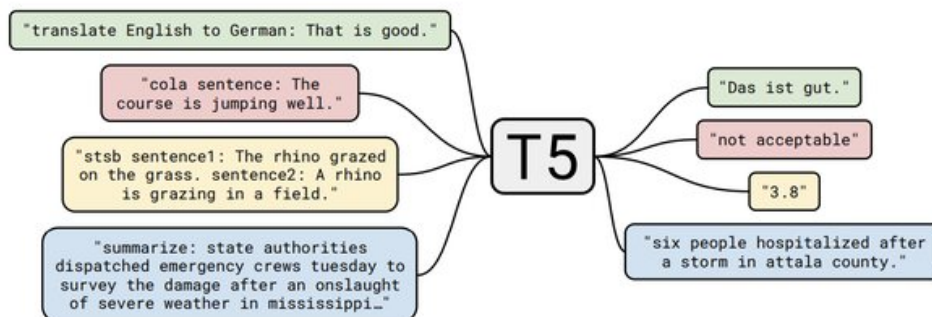 "translate English to German: That is good."
"cola sentence: The
course is jumping well."
"stsb sentence1: The rhino grazed
on the grass. sentence2: A rhino
is grazing in a field."
"summarize: state authorities
dispatched emergency crews tuesday to
survey the damage after an onslaught
of severe weather in mississippi…"
T5
"Das ist gut."
"not acceptable"
"3.8"
"six people hospitalized after
a storm in attala county."